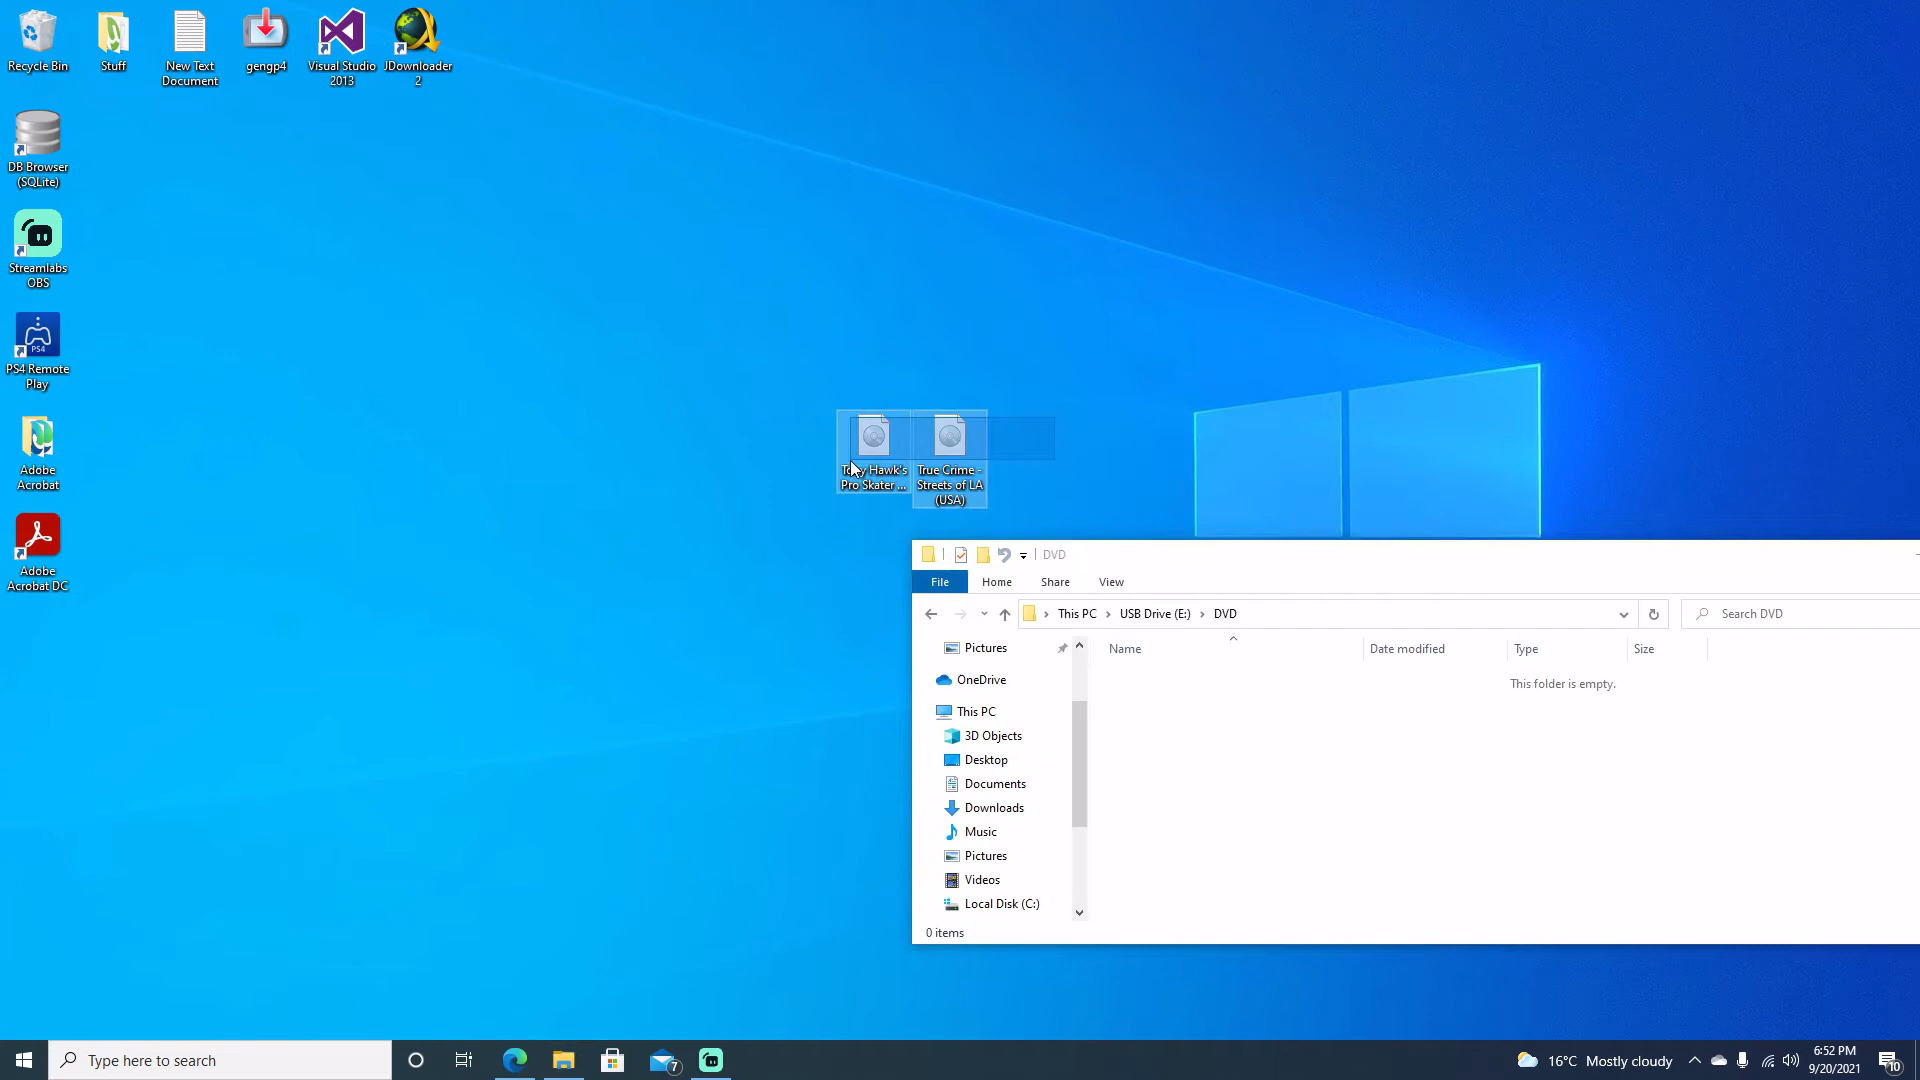 Recycle Bin
Stuff
New Text
Document
gengp4
Visual Studio
2013
JDownloader
2
DB Browser
(SQLite)
Streamlabs
OBS
PS4
PS4 Remote
Play
Adobe
Acrobat
Adobe
Acrobat DC
Tony Hawk's
Pro Skater ...
True Crime -
Streets of LA
(USA)
DVD
File
Home
Share
View
This PC
USB Drive (E:)
DVD
Search DVD
Name
Date modified
Type
Size
This folder is empty.
Pictures
OneDrive
This PC
3D Objects
Desktop
Documents
Downloads
Music
Pictures
Videos
Local Disk (C:)
0 items
Type here to search
7
16°C Mostly cloudy
6:52 PM
9/20/2021
10